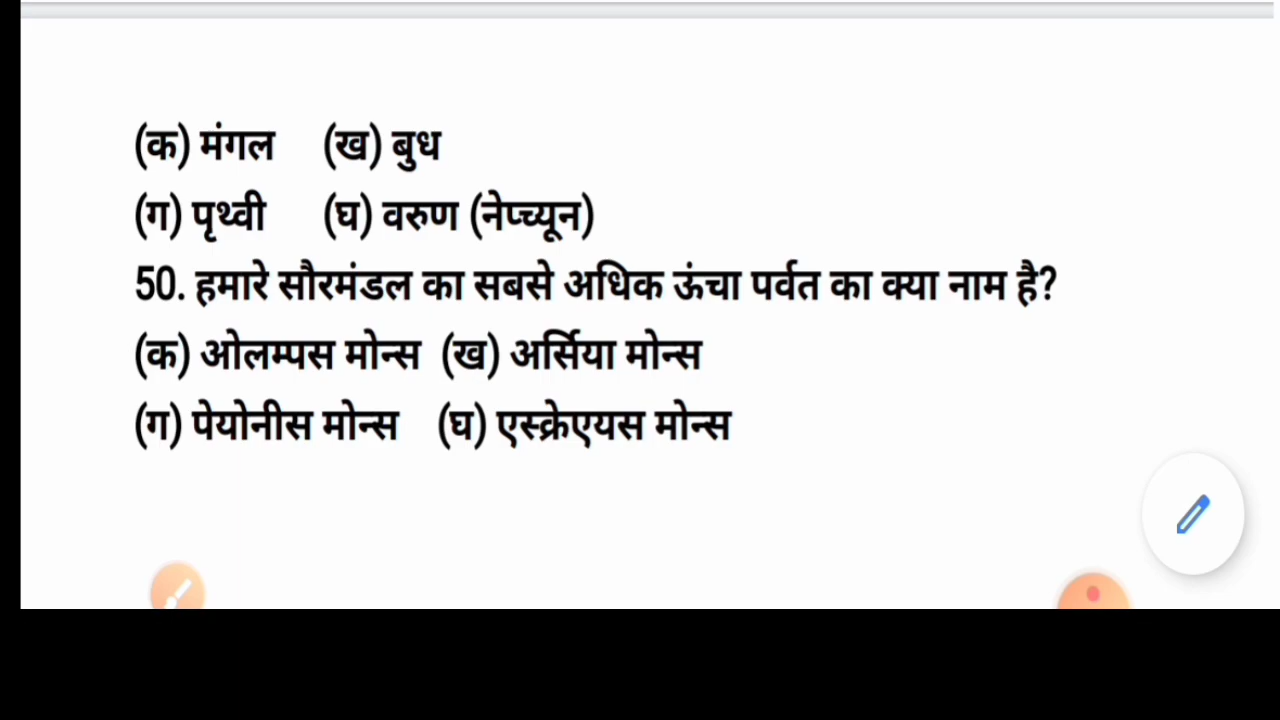 (क) मंगल (ख) बुध
(ग) पृथ्वी (घ) वरुण (नेप्च्यून)
50. हमारे सौरमंडल का सबसे अधिक ऊंचा पर्वत का क्या नाम है?
(क) ओलम्पस मोन्स (ख) अर्सिया मोन्स
(ग) पेयोनीस मोन्स (घ) एस्क्रेएयस मोन्स